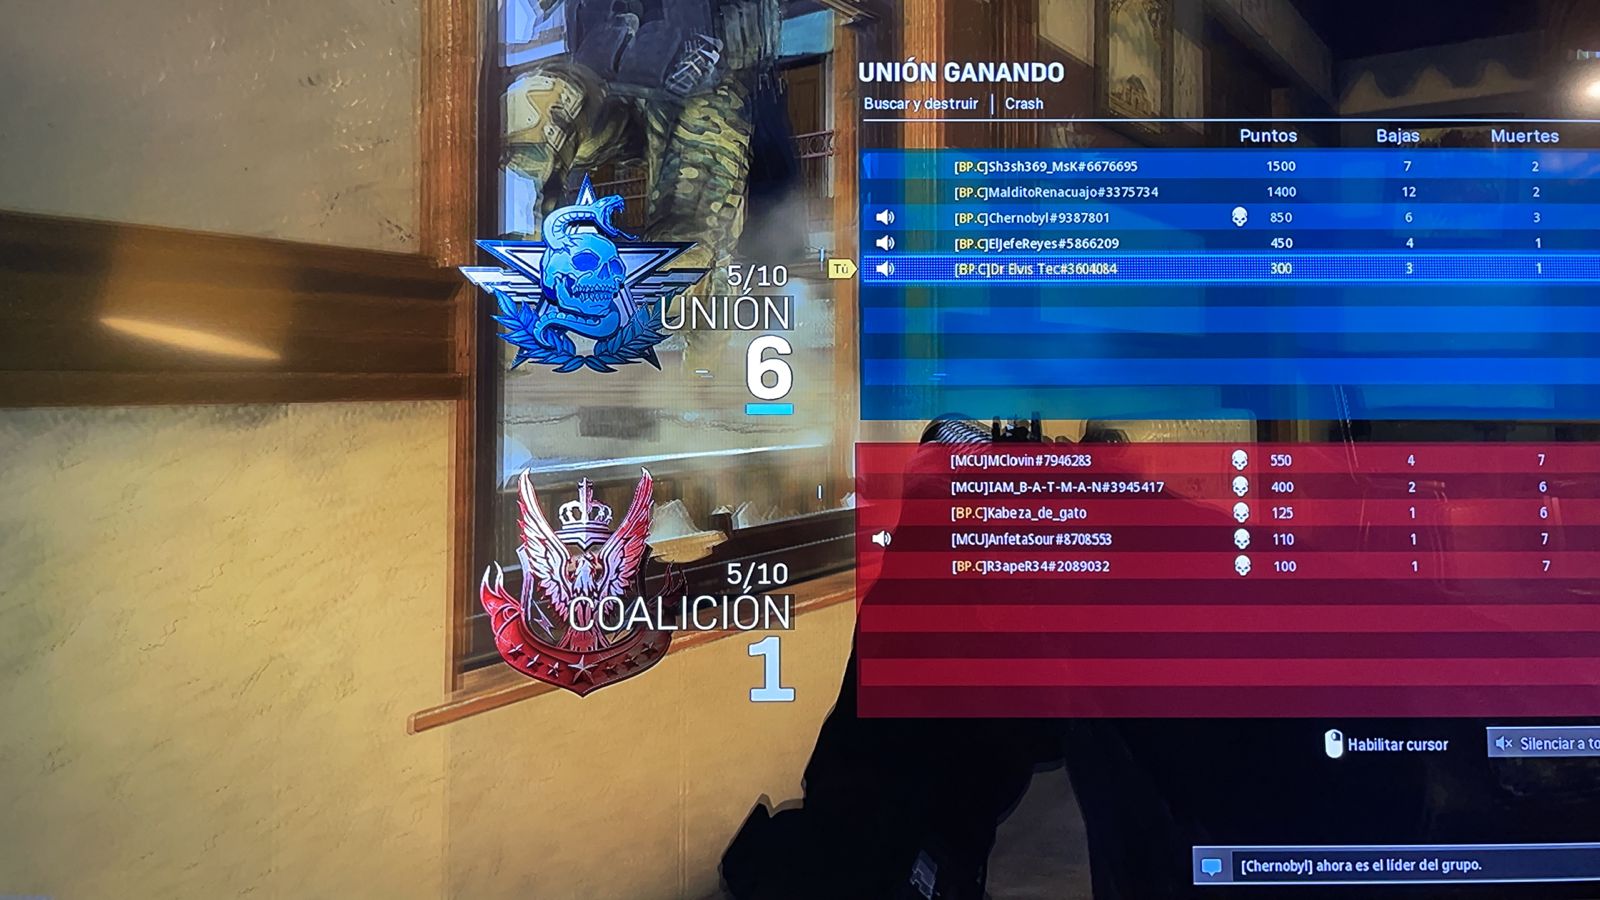 UNIÓN GANANDO
Buscar y destruir | Crash
Puntos Bajas Muertes
[BP.C]Sh3sh369_MsK#6676695 1500 7 2
[BP.C]MalditoRenacuajo#3375734 1400 12 2
[BP.C]Chernobyl#9387801 850 6 3
[BP.C]ElJefeReyes#5866209 450 4 1
Tú [BP.C]Dr Elvis Tec#3604084 300 3 1
5/10
UNIÓN
6
[MCU]MClovin#7946283 550 4 7
[MCU]IAM_B-A-T-M-A-N#3945417 400 2 6
[BP.C]Kabeza_de_gato 125 1 6
[MCU]AnfetaSour#8708553 110 1 7
[BP.C]R3apeR34#2089032 100 1 7
5/10
COALICIÓN
1
Habilitar cursor
Silenciar a to
[Chernobyl] ahora es el líder del grupo.